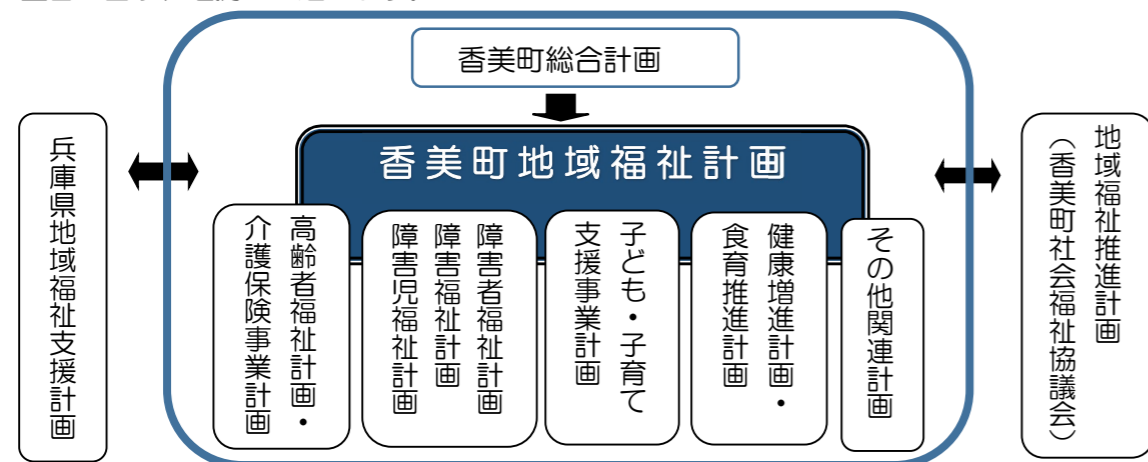 香美町総合計画
香美町地域福祉計画
兵庫県地域福祉支援計画
高齢者福祉計画・
介護保険事業計画
障害者福祉計画
障害福祉計画
障害児福祉計画
子ども・子育て
支援事業計画
健康増進計画・
食育推進計画
その他関連計画
地域福祉推進計画
（香美町社会福祉協議会）